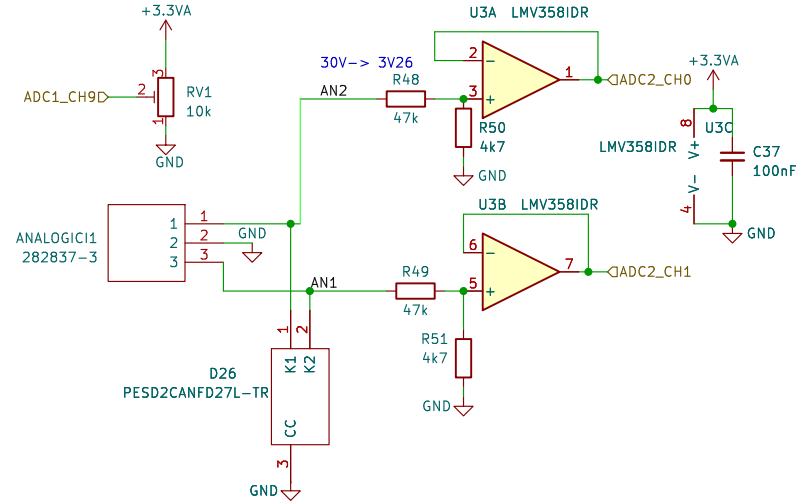 +3.3VA
3
ADC1_CH9
2
RV1
10k
1
GND
U3A LMV358IDR
30V-> 3V26
AN2
R48
47k
2
-
3
+
1
ADC2_CH0
R50
4k7
GND
+3.3VA
8
U3C
LMV358IDR
V+
V-
4
C37
100nF
GND
ANALOGICI1
282837-3
1
2
3
1
2
3
GND
AN1
R49
47k
U3B LMV358IDR
6
-
5
+
7
ADC2_CH1
R51
4k7
GND
1
2
K1
K2
D26
PESD2CANFD27L-TR
CC
3
GND